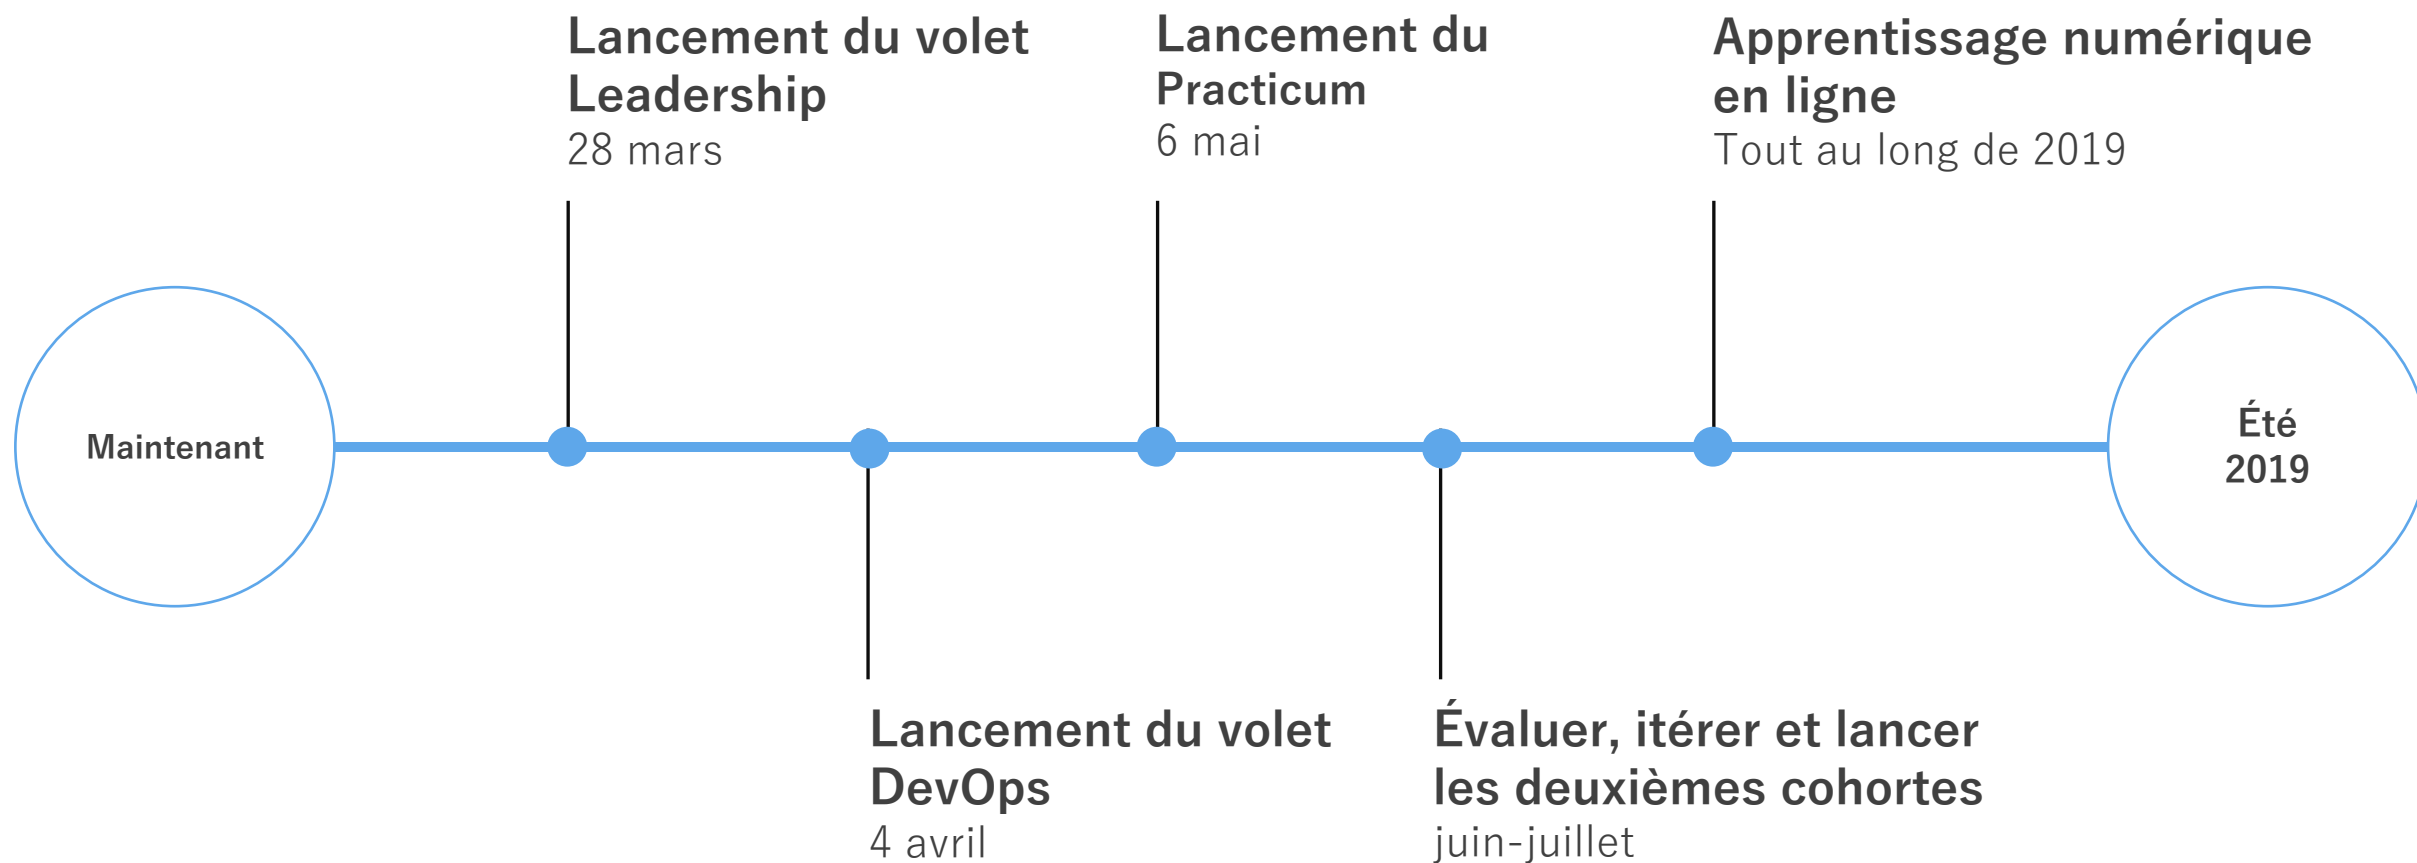 Lancement du volet
Leadership
28 mars
Lancement du
Practicum
6 mai
Apprentissage numérique
en ligne
Tout au long de 2019
Maintenant
Été
2019
Lancement du volet
DevOps
4 avril
Évaluer, itérer et lancer
les deuxièmes cohortes
juin-juillet